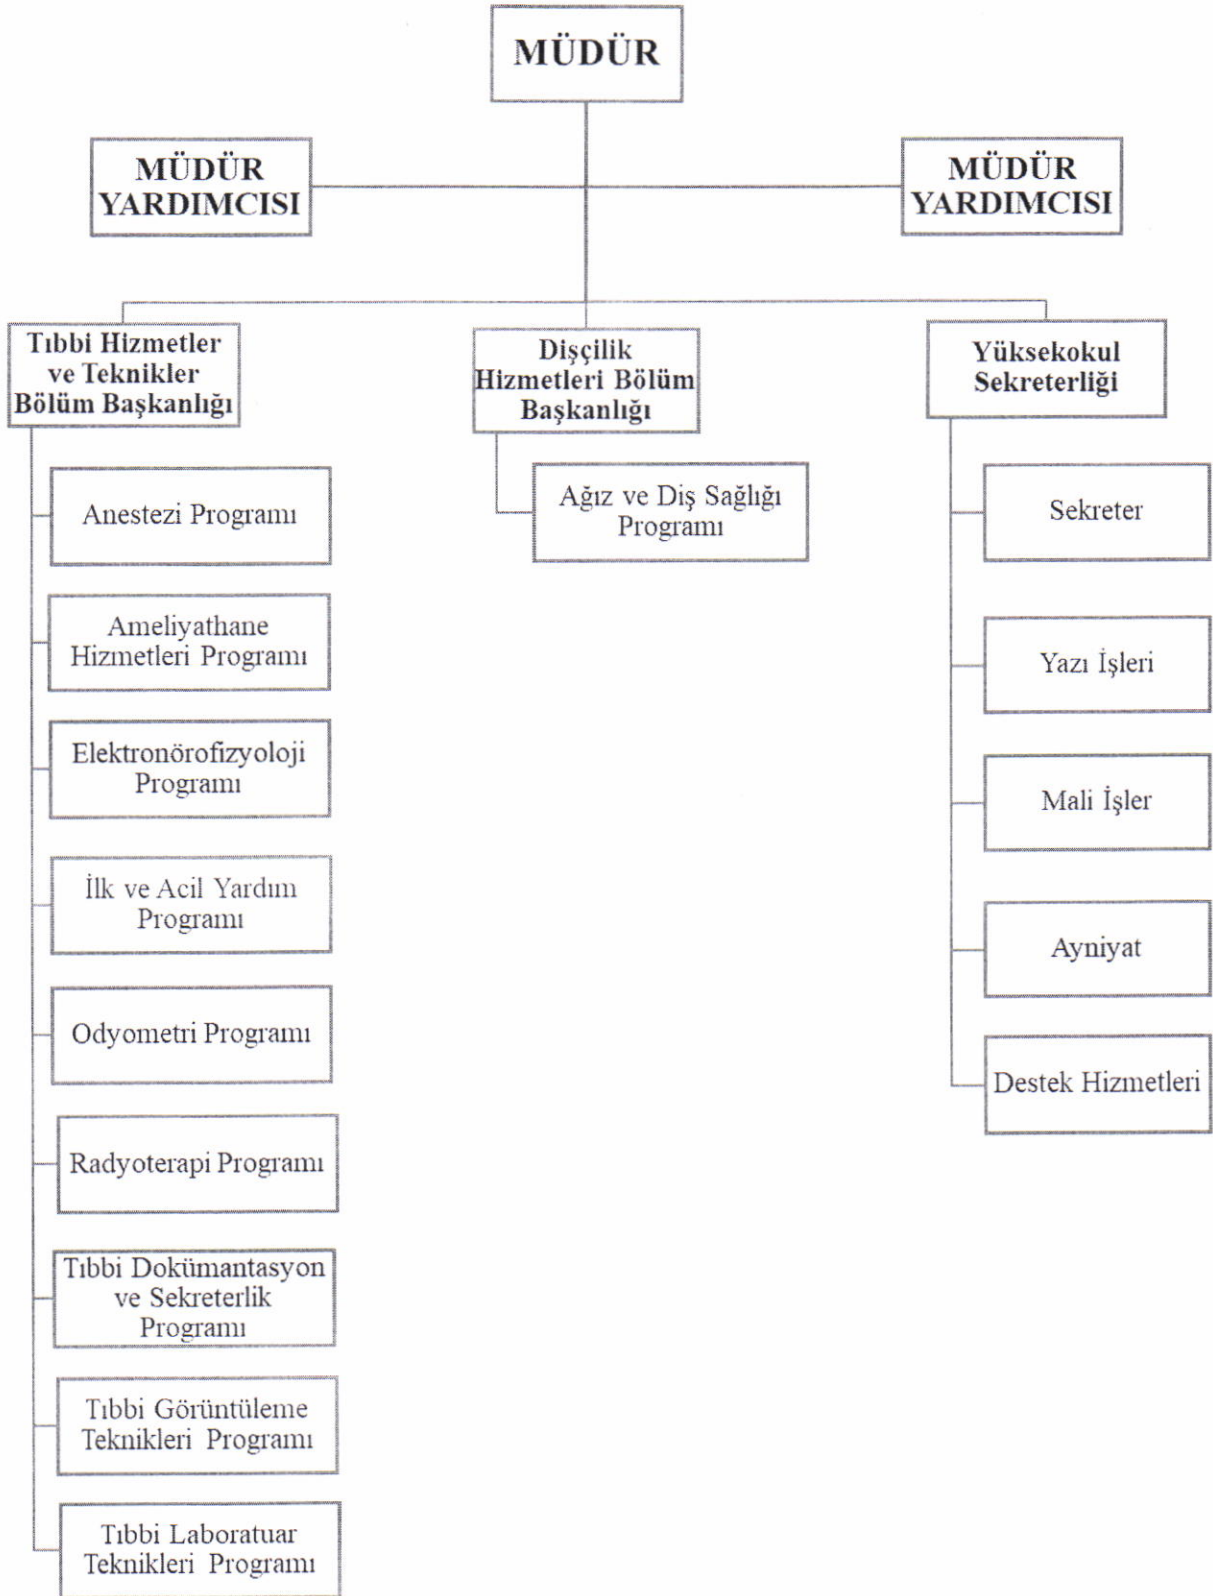 MÜDÜR
MÜDÜR
YARDIMCISI
MÜDÜR
YARDIMCISI
Tıbbi Hizmetler
ve Teknikler
Bölüm Başkanlığı
Anestezi Programı
Ameliyathane
Hizmetleri Programı
Elektronörofizyoloji
Programı
İlk ve Acil Yardım
Programı
Odyometri Programı
Radyoterapi Programı
Tıbbi Dokümantasyon
ve Sekreterlik
Programı
Tıbbi Görüntüleme
Teknikleri Programı
Tıbbi Laboratuar
Teknikleri Programı
Dişçilik
Hizmetleri Bölüm
Başkanlığı
Ağız ve Diş Sağlığı
Programı
Yüksekokul
Sekreterliği
Sekreter
Yazı İşleri
Mali İşler
Ayniyat
Destek Hizmetleri